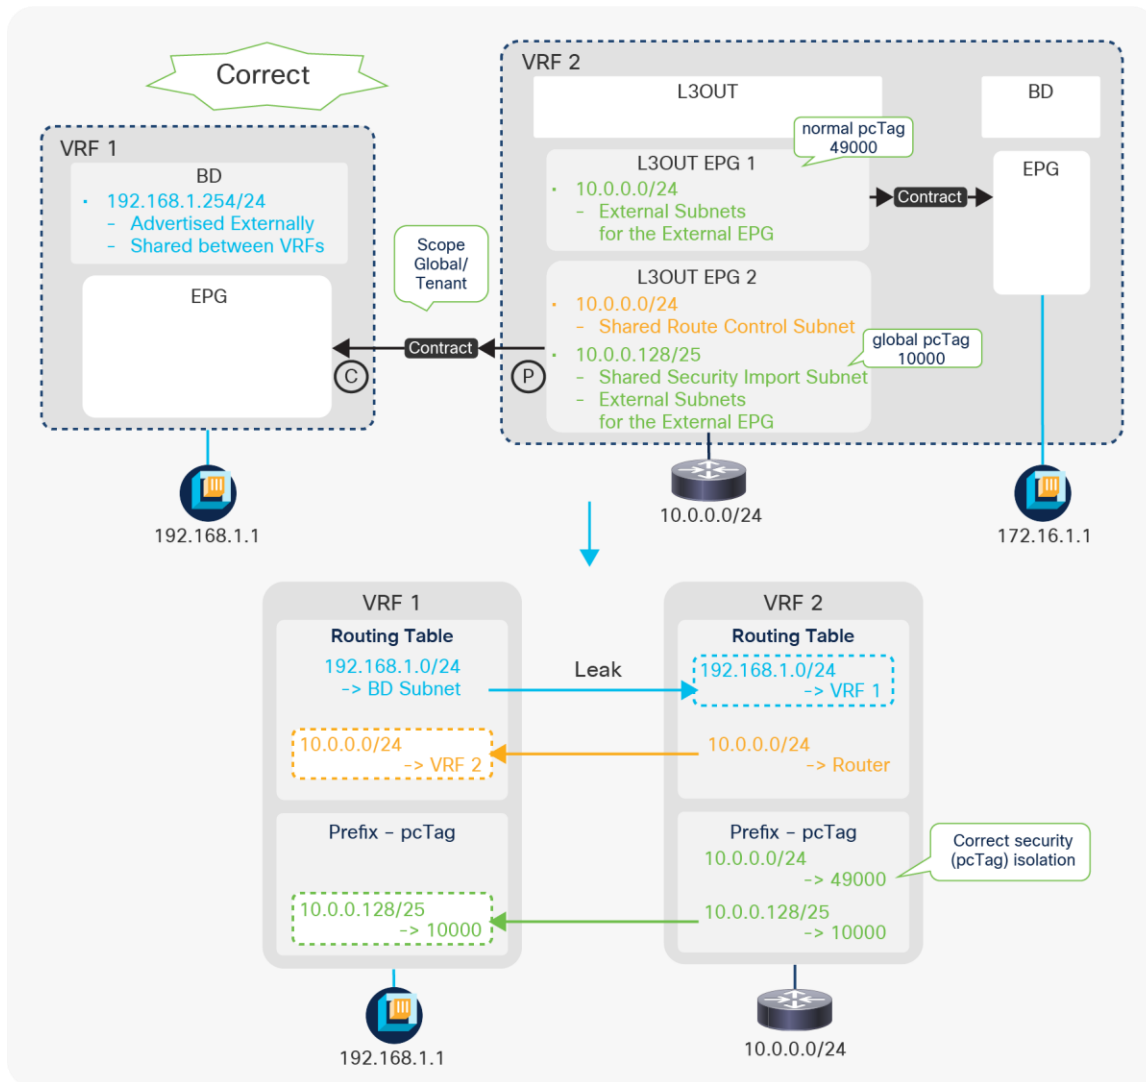 Correct
VRF 1
BD
· 192.168.1.254/24
- Advertised Externally
- Shared between VRFs
EPG
Scope
Global/
Tenant
Contract
C
P
VRF 2
L3OUT
BD
normal pcTag
49000
L3OUT EPG 1
· 10.0.0.0/24
- External Subnets
for the External EPG
Contract
EPG
L3OUT EPG 2
· 10.0.0.0/24
- Shared Route Control Subnet
global pcTag
10000
· 10.0.0.128/25
- Shared Security Import Subnet
- External Subnets
for the External EPG
192.168.1.1
10.0.0.0/24
172.16.1.1
VRF 1
Routing Table
192.168.1.0/24
-> BD Subnet
10.0.0.0/24
-> VRF 2
Prefix – pcTag
10.0.0.128/25
-> 10000
Leak
VRF 2
Routing Table
192.168.1.0/24
-> VRF 1
10.0.0.0/24
-> Router
Prefix – pcTag
10.0.0.0/24
-> 49000
10.0.0.128/25
-> 10000
Correct security
(pcTag) isolation
192.168.1.1
10.0.0.0/24